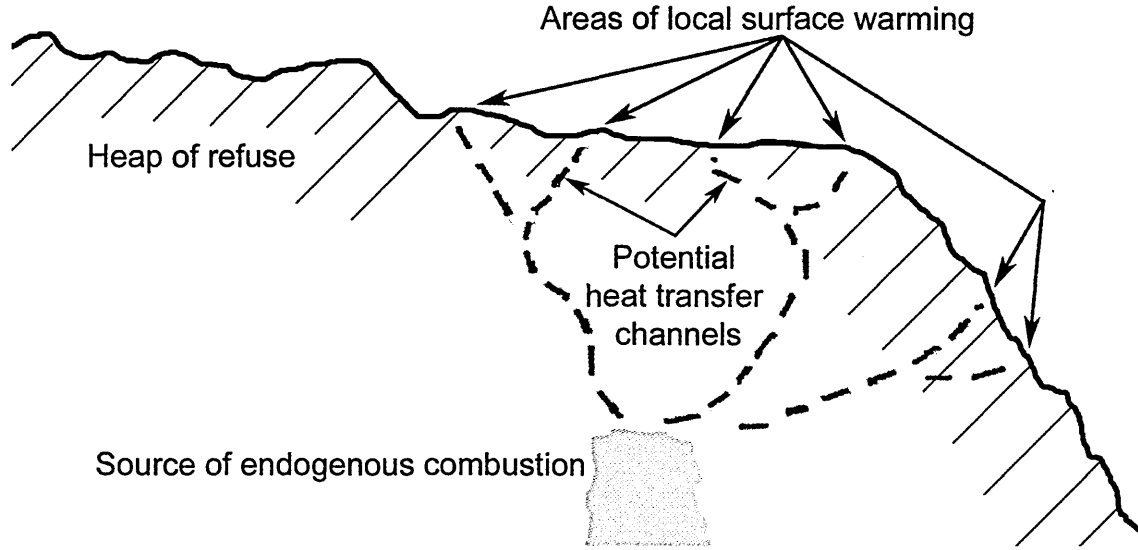 Areas of local surface warming
Heap of refuse
Potential
heat transfer
channels
Source of endogenous combustion